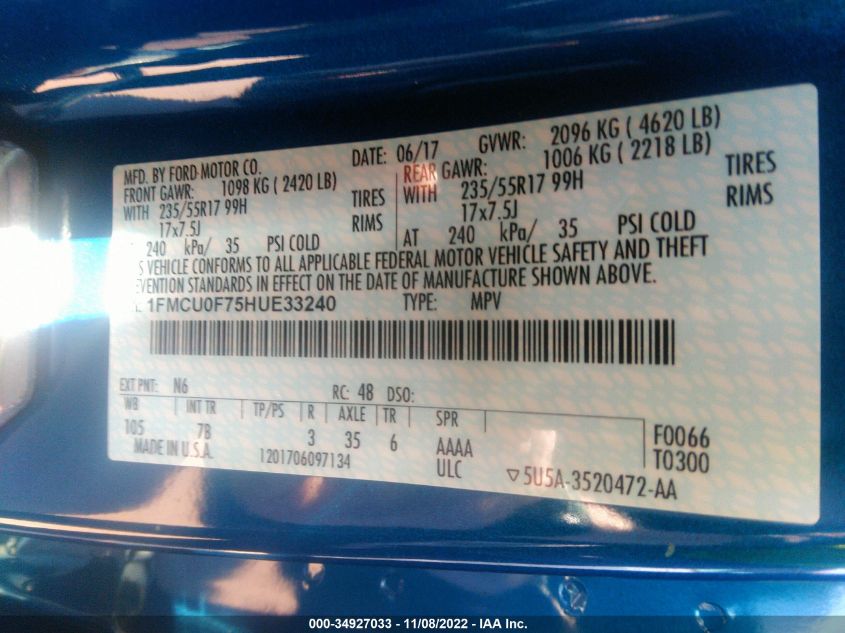 MFD. BY FORD MOTOR CO. DATE: 06/17 GVWR: 2096 KG ( 4620 LB)
FRONT GAWR: 1098 KG ( 2420 LB) REAR GAWR: 1006 KG ( 2218 LB)
WITH 235/55R17 99H TIRES WITH 235/55R17 99H TIRES
17x7.5J RIMS 17x7.5J RIMS
240 kPa/ 35 PSI COLD AT 240 kPa/ 35 PSI COLD
VEHICLE CONFORMS TO ALL APPLICABLE FEDERAL MOTOR VEHICLE SAFETY AND THEFT
STANDARDS IN EFFECT ON THE DATE OF MANUFACTURE SHOWN ABOVE.
1FMCU0F75HUE33240 TYPE: MPV
EXT PNT: N6 RC: 48 DSO:
WB INT TR TP/PS R AXLE TR SPR
105 7B 3 35 6 AAAA F0066
MADE IN U.S.A. 1201706097134 ULC T0300
5U5A-3520472-AA
000-34927033 - 11/08/2022 - IAA Inc.